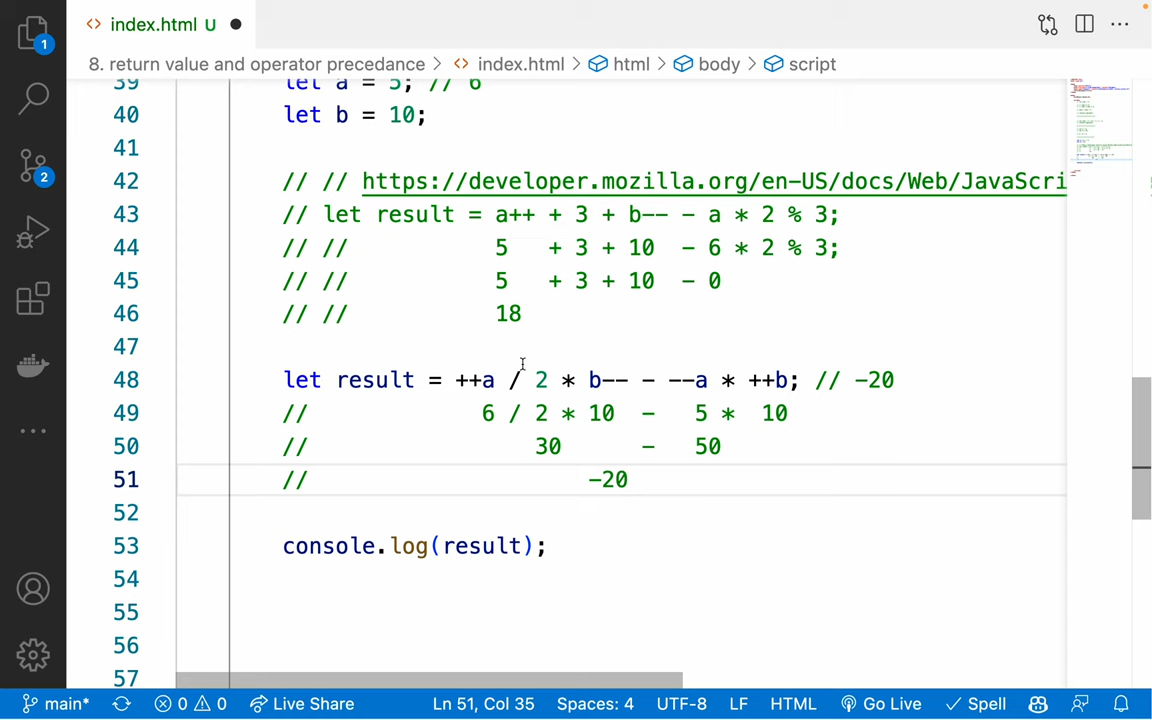 index.html U
1
8. return value and operator precedance > index.html > html > body > script
39 let a = 5; // 6
40 let b = 10;
41
42 // // https://developer.mozilla.org/en-US/docs/Web/JavaScri
43 // let result = a++ + 3 + b-- - a * 2 % 3;
2
44 // // 5 + 3 + 10 - 6 * 2 % 3;
45 // // 5 + 3 + 10 - 0
46 // // 18
47
48 let result = ++a / 2 * b-- - --a * ++b; // -20
49 // 6 / 2 * 10 - 5 * 10
50 // 30 - 50
51 // -20
52
53 console.log(result);
54
55
56
57
main* 0 0 Live Share Ln 51, Col 35 Spaces: 4 UTF-8 LF HTML Go Live Spell